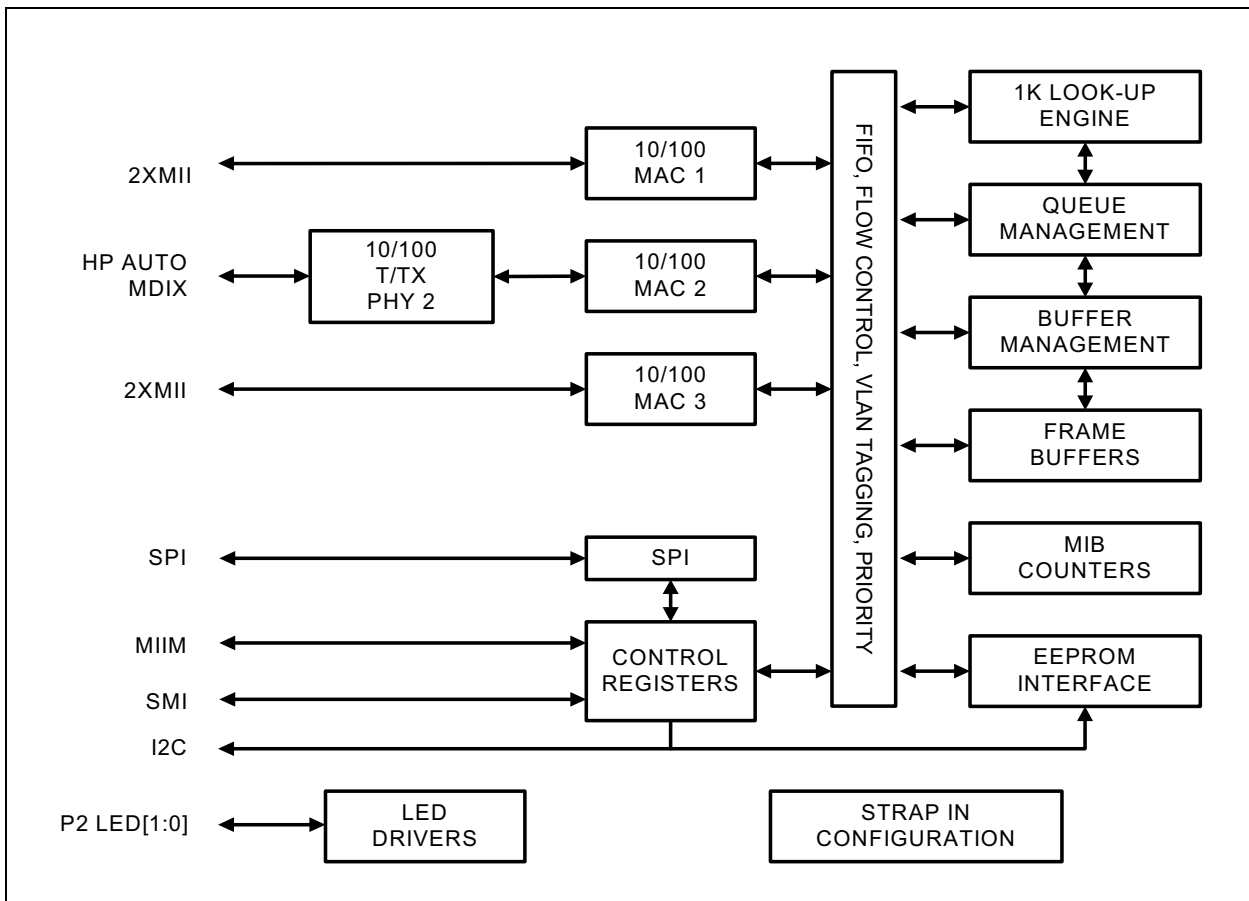 2XMII
10/100
MAC 1
HP AUTO
MDIX
10/100
T/TX
PHY 2
10/100
MAC 2
2XMII
10/100
MAC 3
SPI
SPI
MIIM
SMI
CONTROL
REGISTERS
I2C
P2 LED[1:0]
LED
DRIVERS
FIFO, FLOW CONTROL, VLAN TAGGING, PRIORITY
1K LOOK-UP
ENGINE
QUEUE
MANAGEMENT
BUFFER
MANAGEMENT
FRAME
BUFFERS
MIB
COUNTERS
EEPROM
INTERFACE
STRAP IN
CONFIGURATION